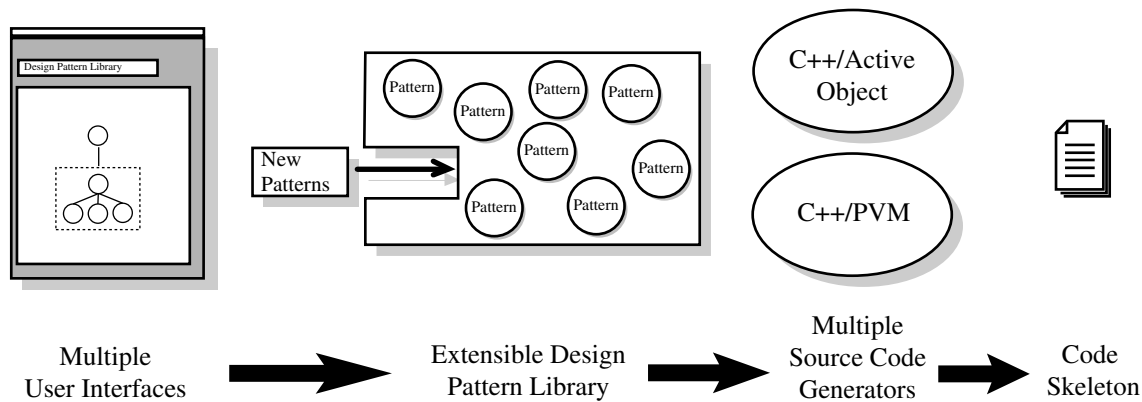 Design Pattern Library
New
Patterns
Pattern
Pattern
Pattern
Pattern
Pattern
Pattern
Pattern
Pattern
C++/Active
Object
C++/PVM
Multiple
User Interfaces
Extensible Design
Pattern Library
Multiple
Source Code
Generators
Code
Skeleton